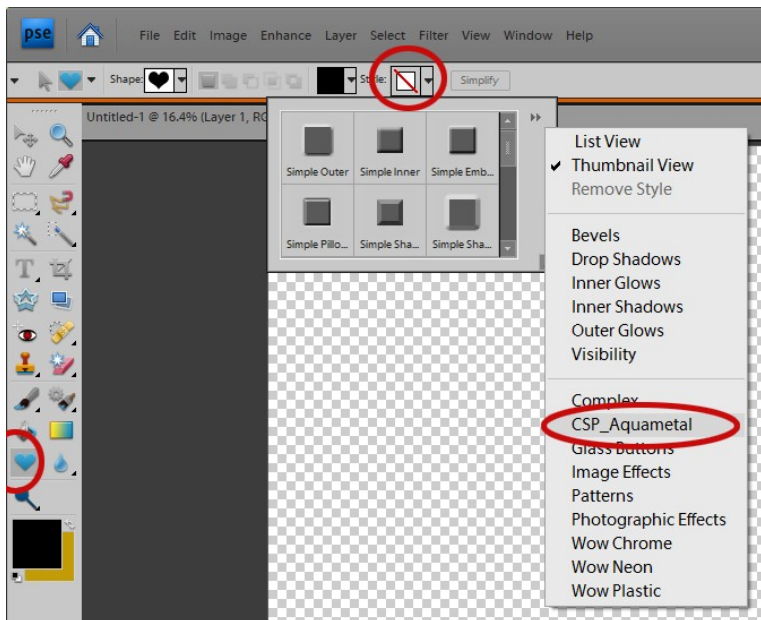 pse File Edit Image Enhance Layer Select Filter View Window Help
Shape: Style: Simplify
Untitled-1 @ 16.4% (Layer 1, RG
Simple Outer Simple Inner Simple Emb...
Simple Pillo... Simple Sha... Simple Sha...
List View
Thumbnail View
Remove Style
Bevels
Drop Shadows
Inner Glows
Inner Shadows
Outer Glows
Visibility
Complex
CSP_Aquametal
Glass Buttons
Image Effects
Patterns
Photographic Effects
Wow Chrome
Wow Neon
Wow Plastic
T